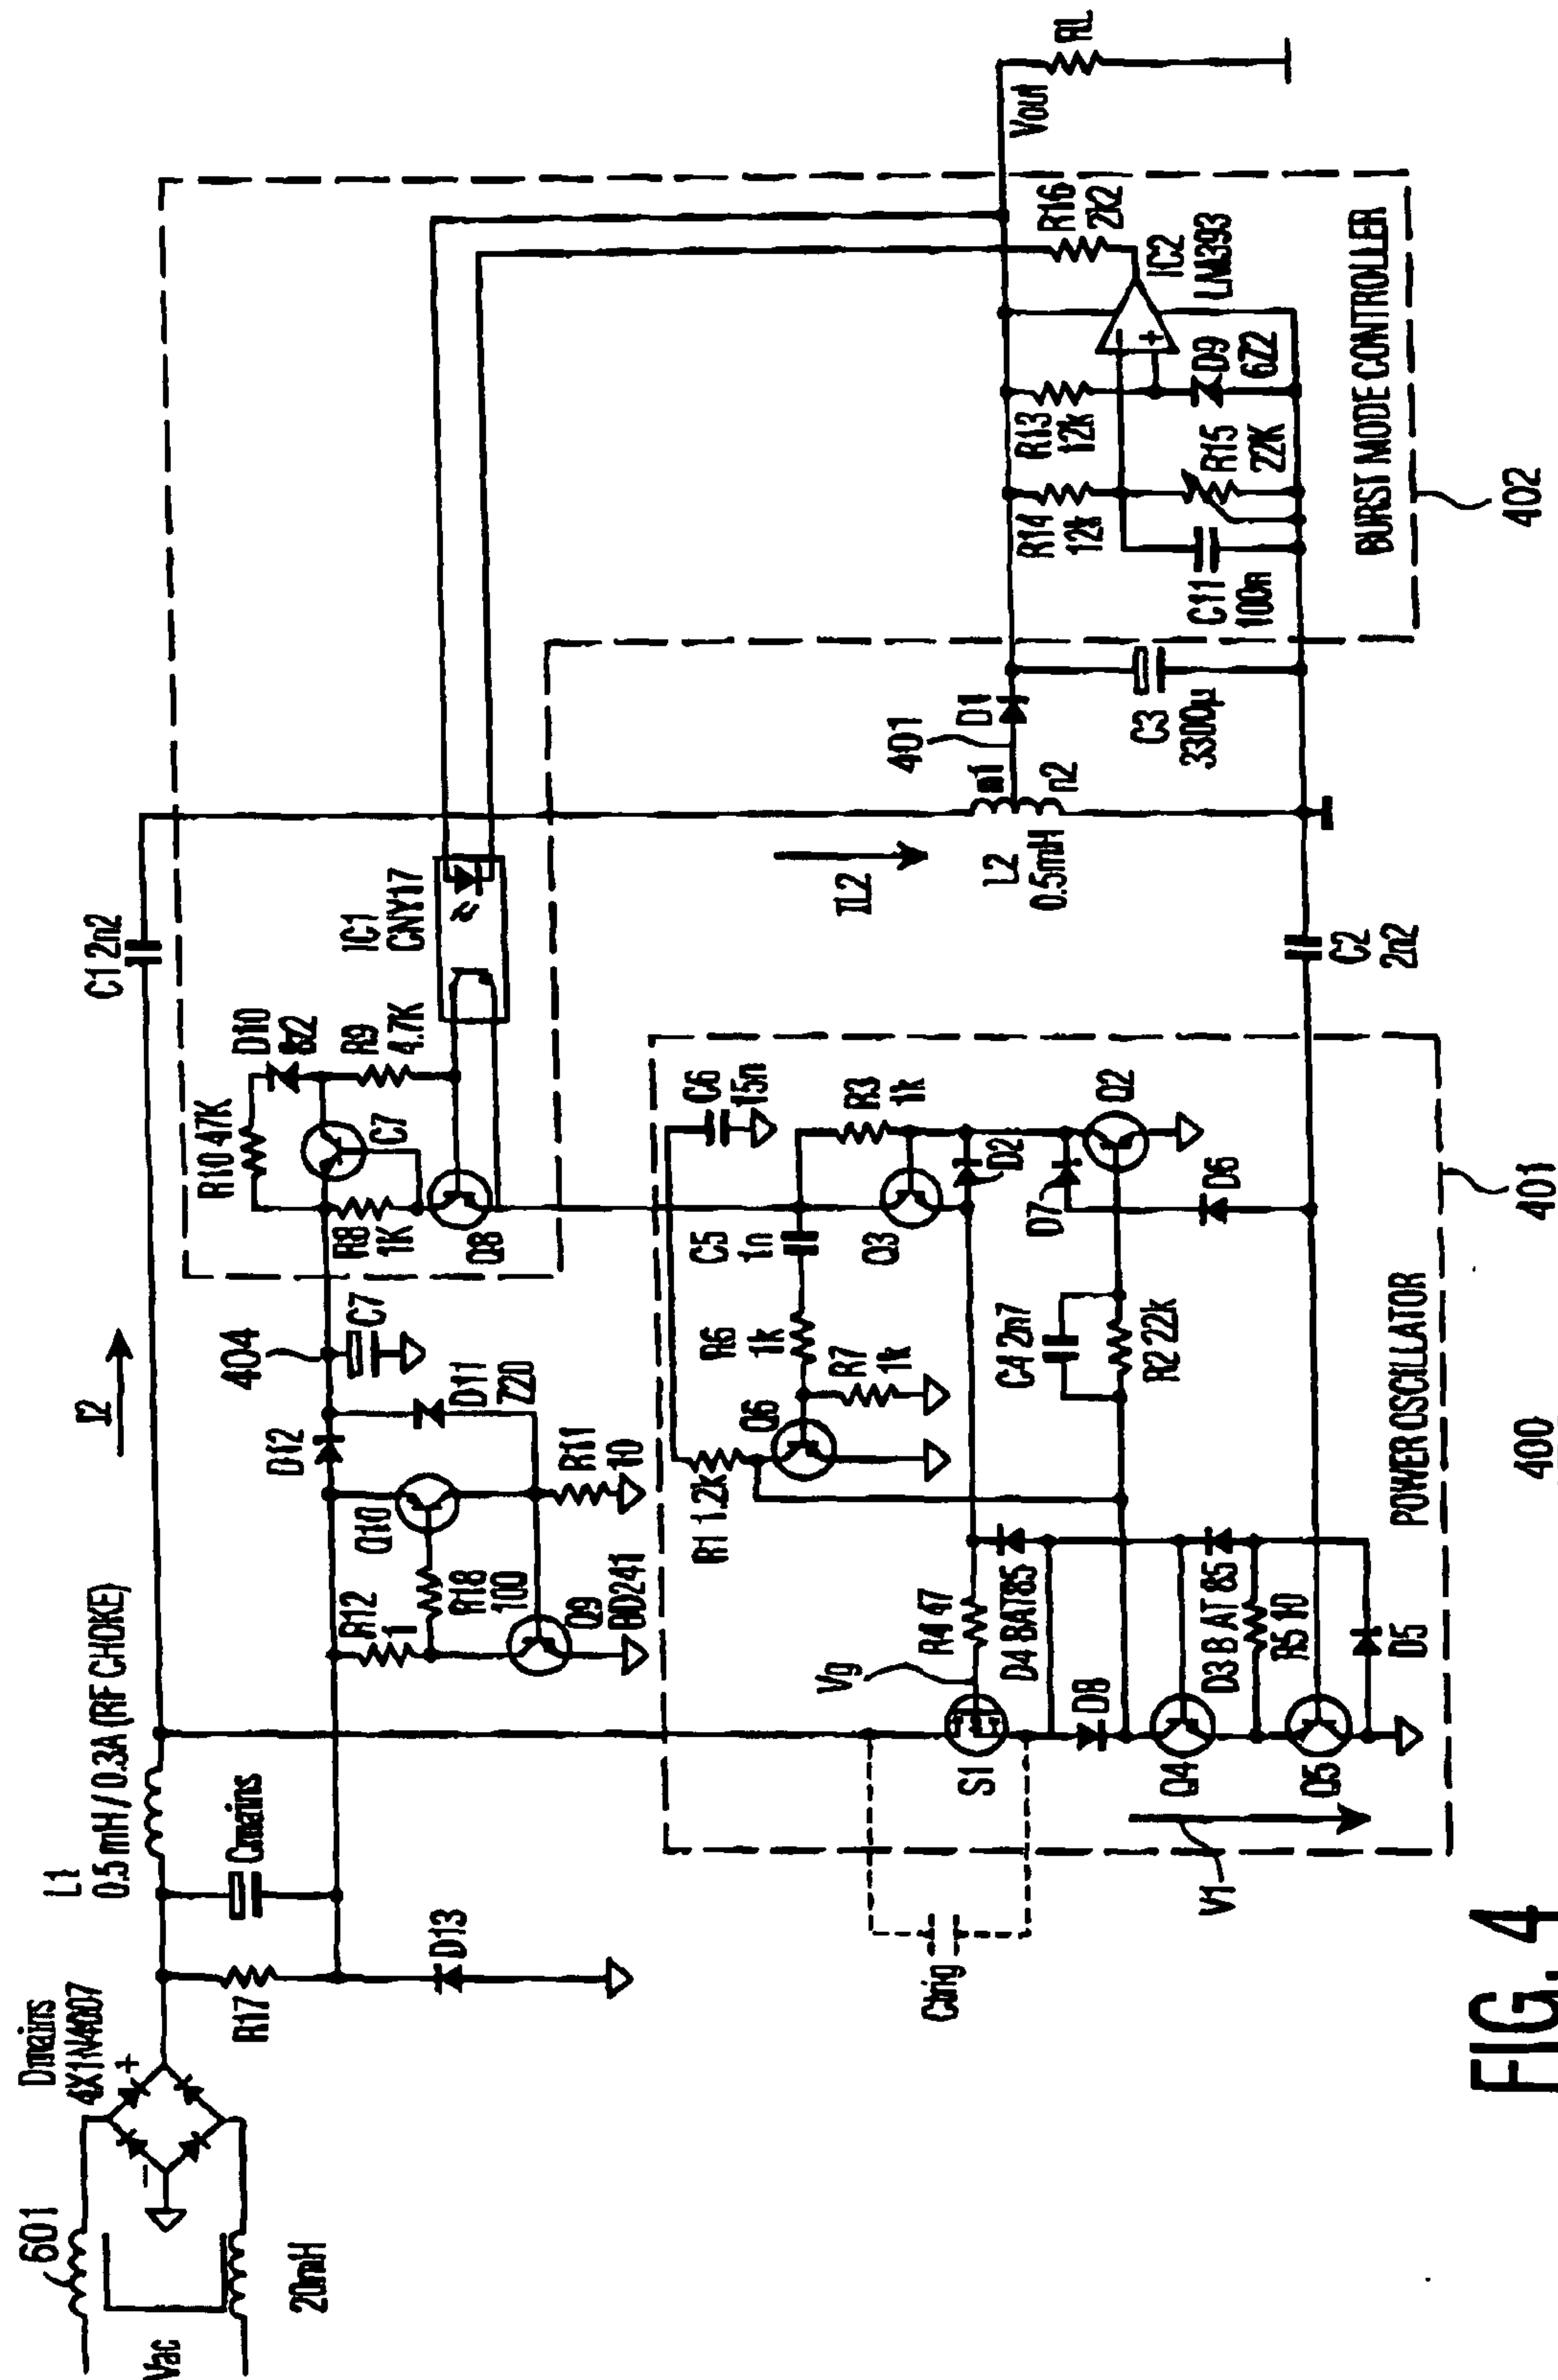 Vac
601
20mH
Dmains
4X1N4007
+
−
R17
D13
L1
0.5 mH / 0.3A (RF CHOKE)
Cmains
I2
C1 2n2
R12
1
R18
100
Q10
Q9
BD241
D12
D11
Z20
R11
10
404
C7
R10 47K
D10
R8
1K
C7
R9
4.7K
Q8
IC1
CNY17
Ctrig
S1
Vg
R4 47
D4 BAT85
D8
Q4
Q5
V1
D3 BAT85
R5 10
D5
R1 1.2k
Q6
R6
1k
R7
1k
C5
1n
C6
15n
R3
1k
Q3
D2
D7
Q2
D6
C4 2n7
R2 22k
POWER OSCILLATOR
401
400
C2
2n2
IL2
L2
0.5mH
n1
n2
401
D1
C3
3300µ
R14
12k
R13
12k
C11
100n
R15
22K
D9
6Z2
−
+
IC2
LM393
R16
2k2
Vout
RL
BURST MODE CONTROLLER
402
FIG. 4